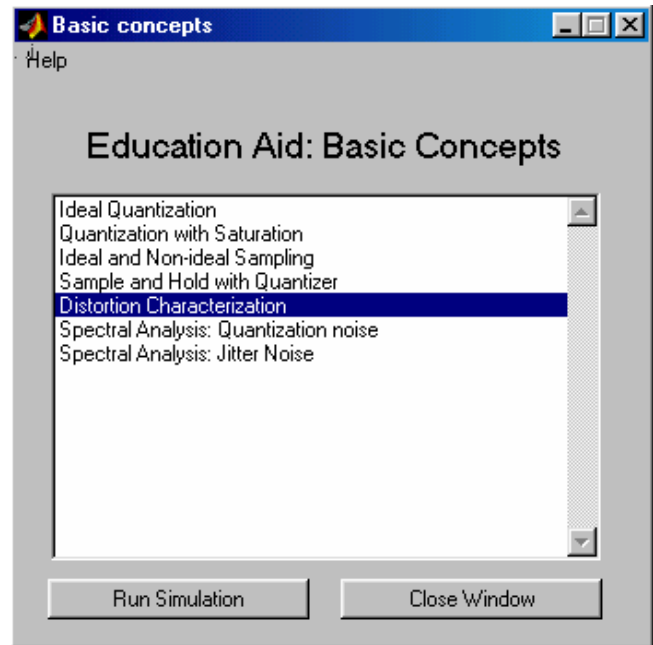 Basic concepts
Help
Education Aid: Basic Concepts
Ideal Quantization
Quantization with Saturation
Ideal and Non-ideal Sampling
Sample and Hold with Quantizer
Distortion Characterization
Spectral Analysis: Quantization noise
Spectral Analysis: Jitter Noise
Run Simulation
Close Window